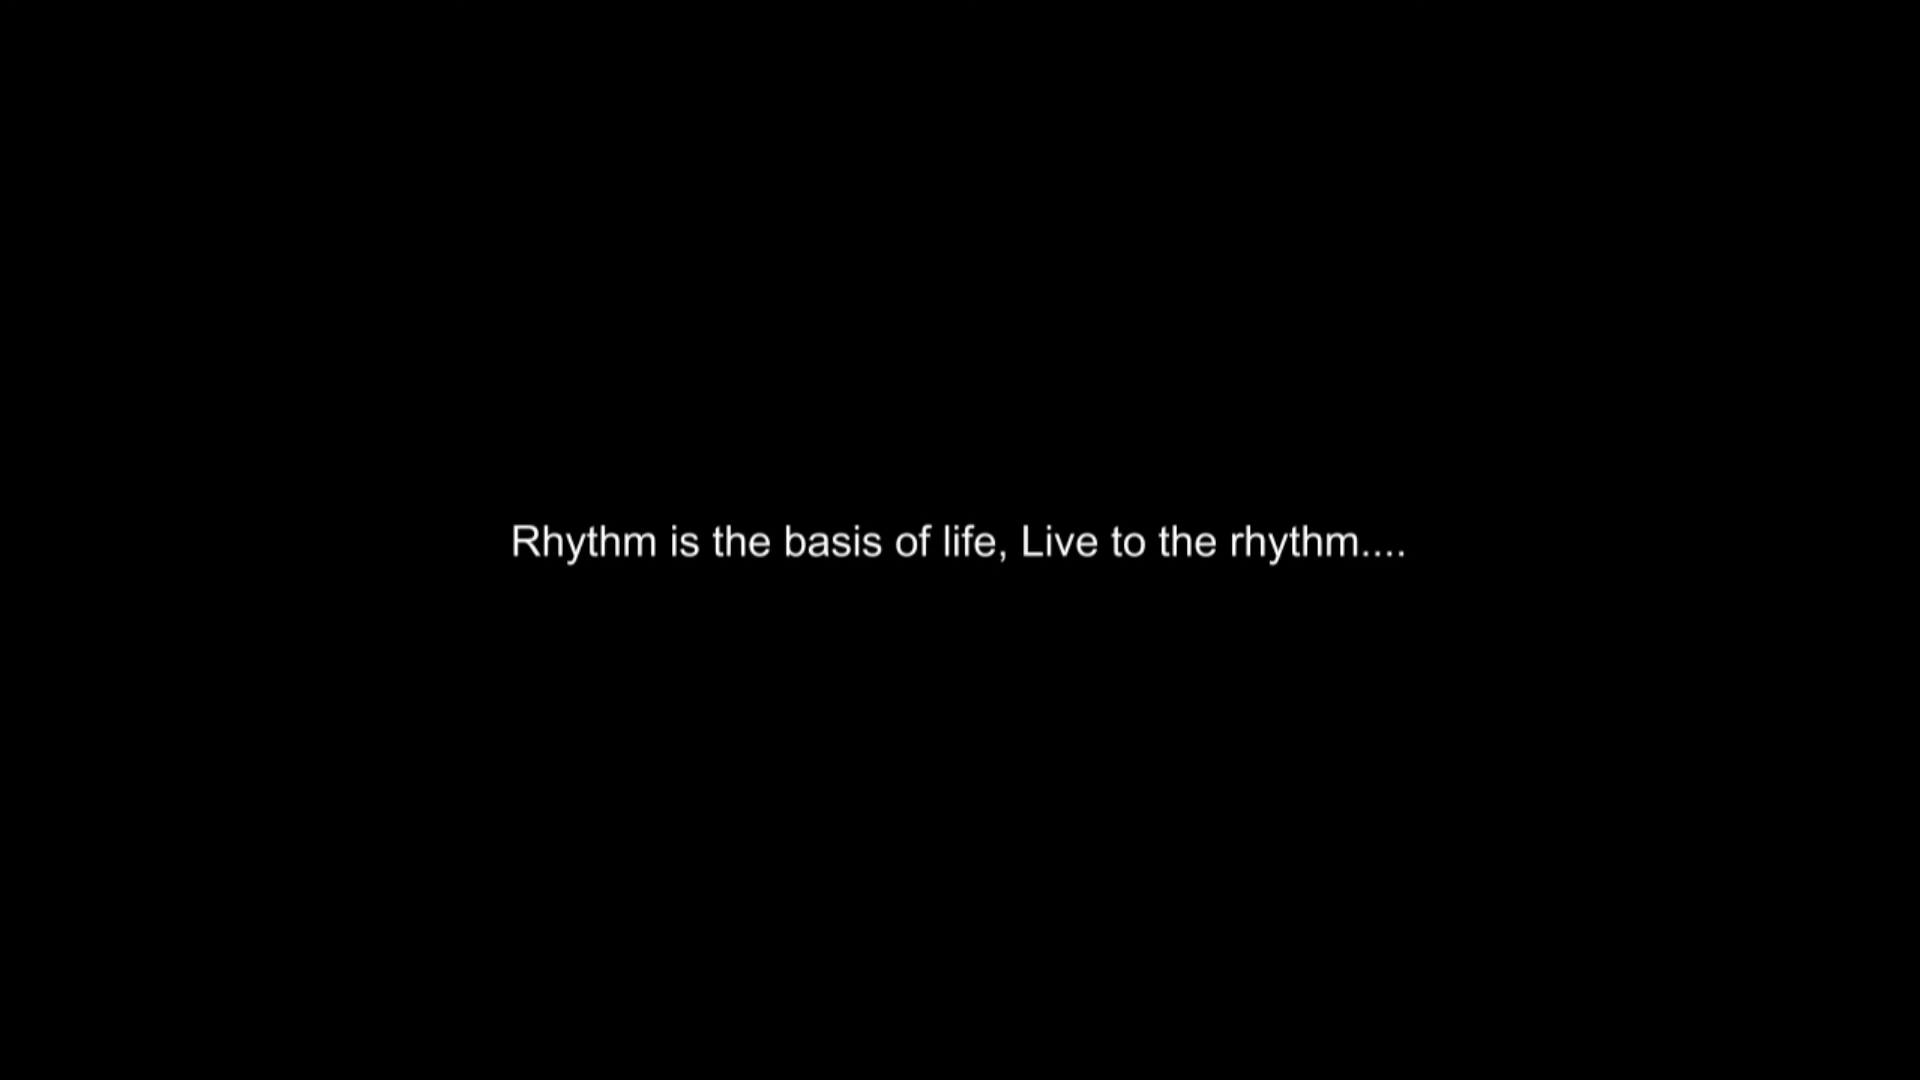 Rhythm is the basis of life, Live to the rhythm....